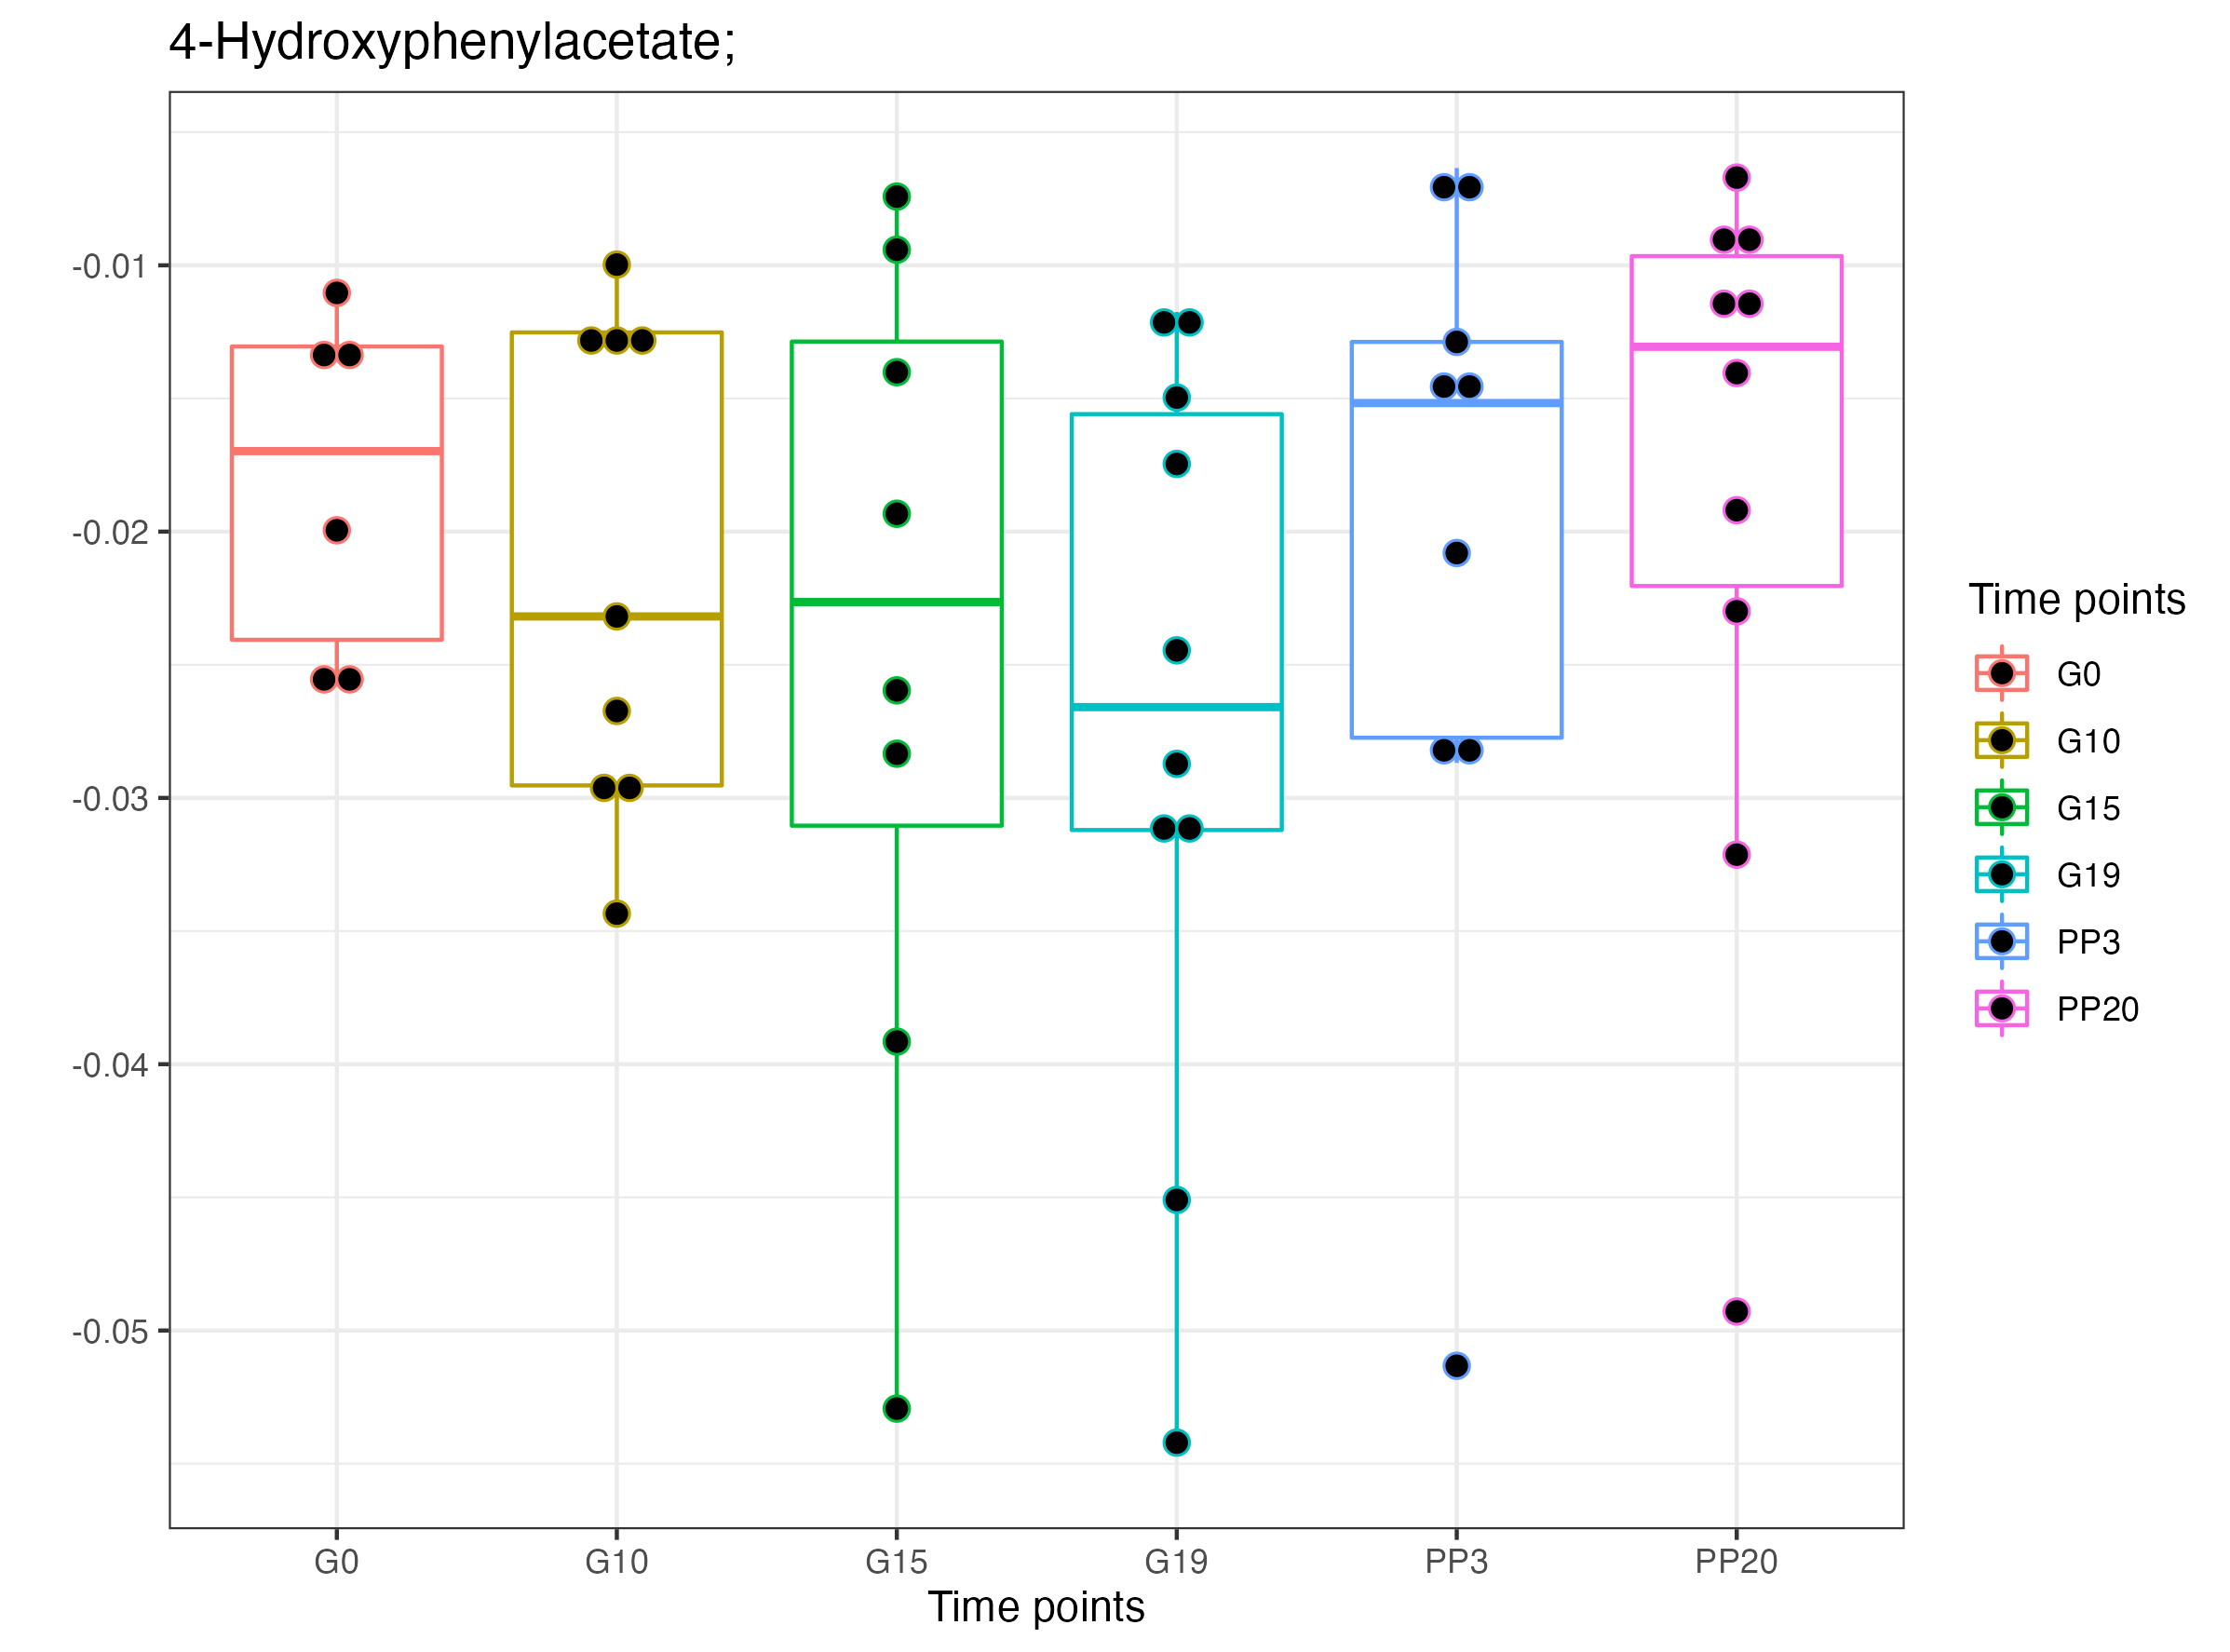 4-Hydroxyphenylacetate;
-0.01
-0.02
-0.03
-0.04
-0.05
G0 G10 G15 G19 PP3 PP20
Time points
Time points
G0
G10
G15
G19
PP3
PP20